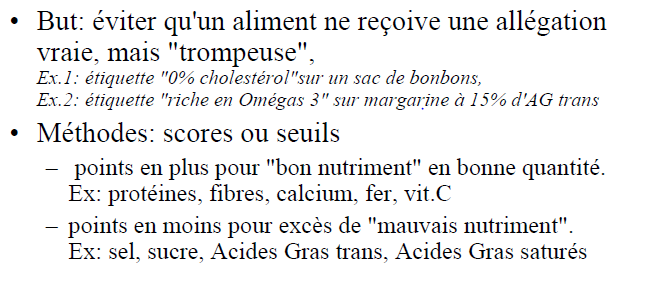 • But: éviter qu'un aliment ne reçoive une allégation
vraie, mais "trompeuse",
Ex.1: étiquette "0% cholestérol"sur un sac de bonbons,
Ex.2: étiquette "riche en Omégas 3" sur margarine à 15% d'AG trans
• Méthodes: scores ou seuils
– points en plus pour "bon nutriment" en bonne quantité.
Ex: protéines, fibres, calcium, fer, vit.C
– points en moins pour excès de "mauvais nutriment".
Ex: sel, sucre, Acides Gras trans, Acides Gras saturés